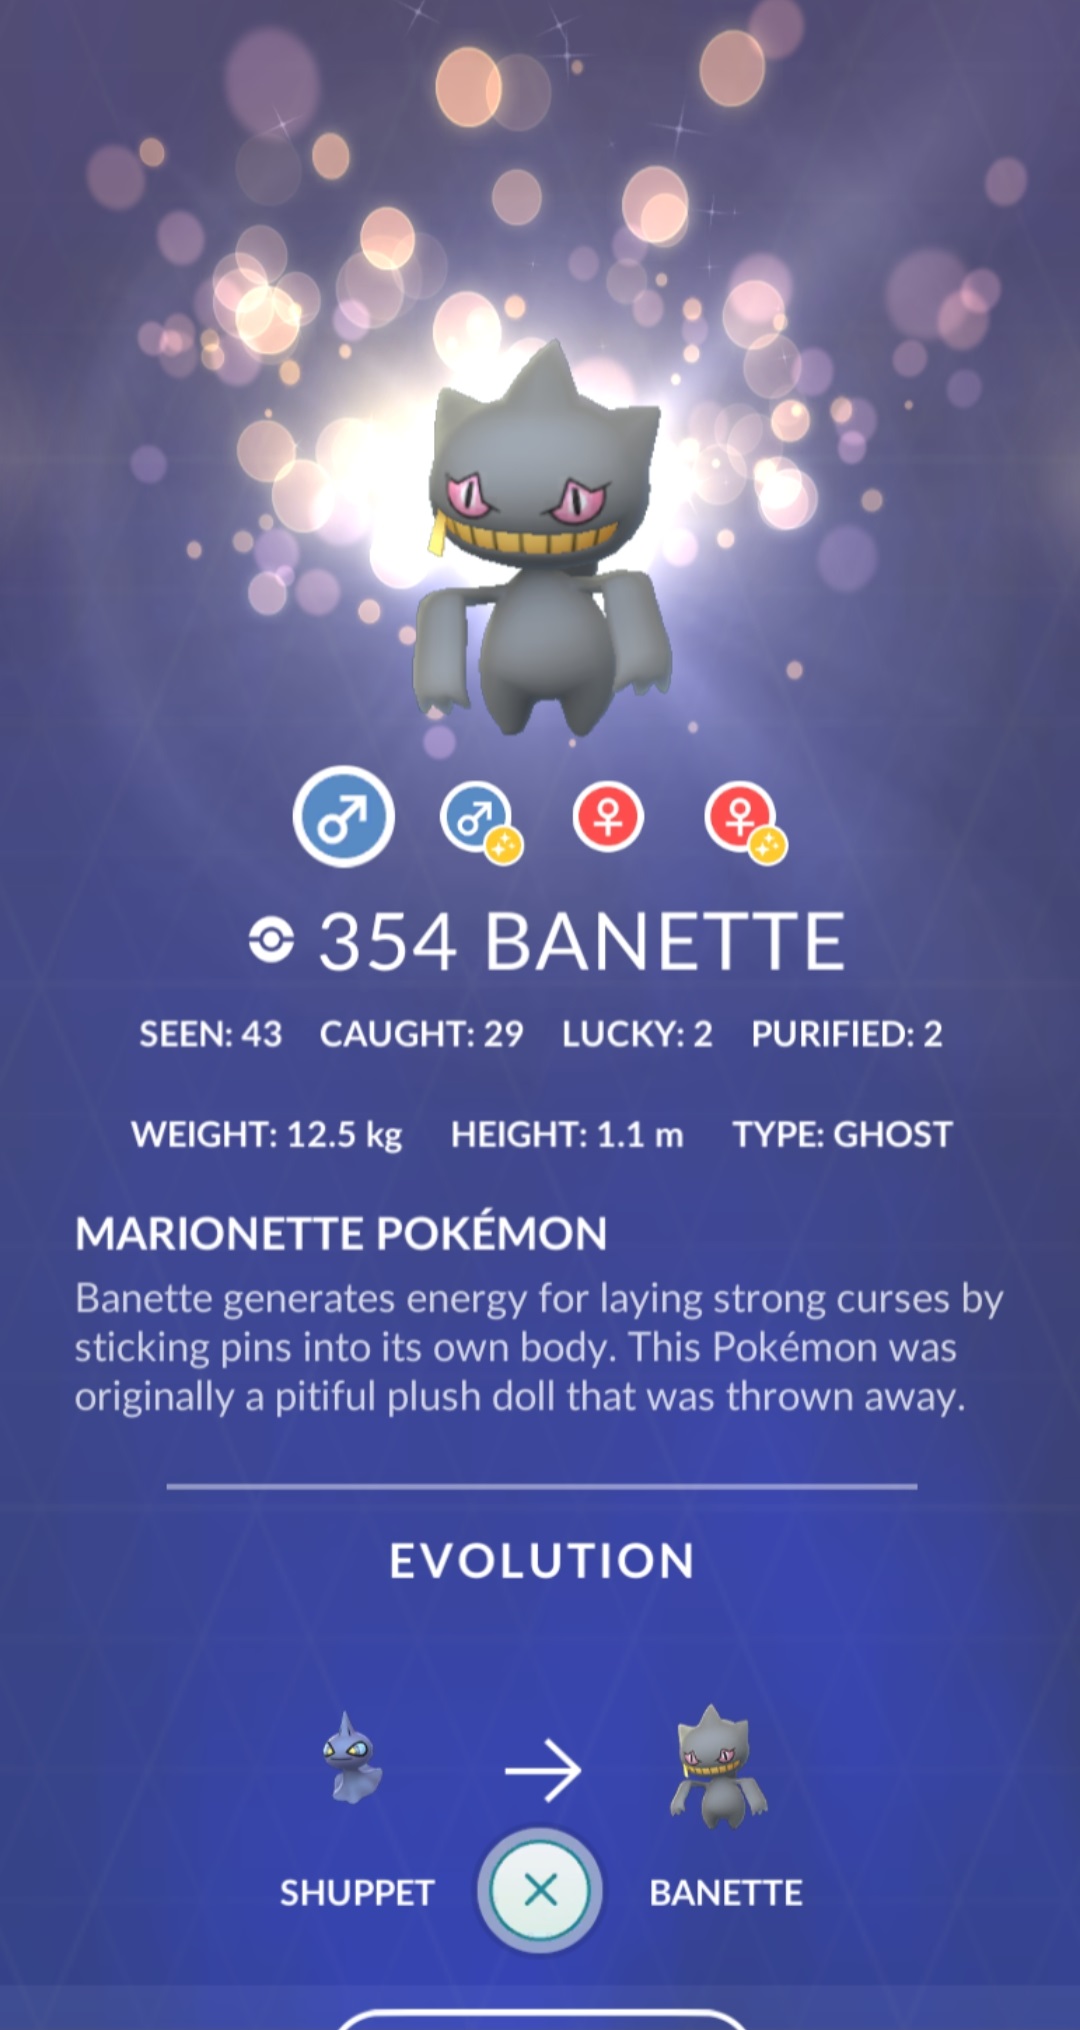 354 BANETTE
SEEN: 43 CAUGHT: 29 LUCKY: 2 PURIFIED: 2
WEIGHT: 12.5 kg HEIGHT: 1.1 m TYPE: GHOST
MARIONETTE POKÉMON
Banette generates energy for laying strong curses by
sticking pins into its own body. This Pokémon was
originally a pitiful plush doll that was thrown away.
EVOLUTION
SHUPPET BANETTE